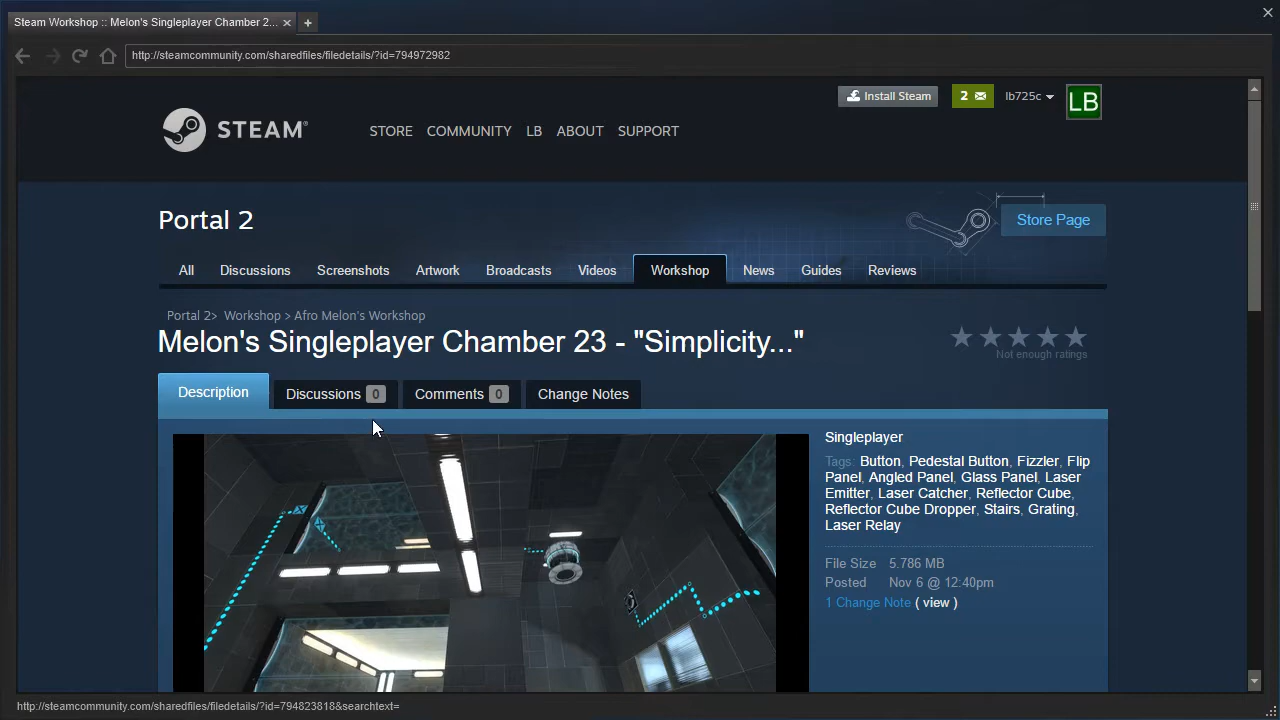 Steam Workshop :: Melon's Singleplayer Chamber 2...
http://steamcommunity.com/sharedfiles/filedetails/?id=794972982
Install Steam
2
lb725c
LB
STEAM®
STORE COMMUNITY LB ABOUT SUPPORT
Portal 2
Store Page
All Discussions Screenshots Artwork Broadcasts Videos Workshop News Guides Reviews
Portal 2> Workshop > Afro Melon's Workshop
Melon's Singleplayer Chamber 23 - "Simplicity..."
Not enough ratings
Description Discussions 0 Comments 0 Change Notes
Singleplayer
Tags: Button, Pedestal Button, Fizzler, Flip
Panel, Angled Panel, Glass Panel, Laser
Emitter, Laser Catcher, Reflector Cube,
Reflector Cube Dropper, Stairs, Grating,
Laser Relay
File Size 5.786 MB
Posted Nov 6 @ 12:40pm
1 Change Note ( view )
http://steamcommunity.com/sharedfiles/filedetails/?id=794823818&searchtext=